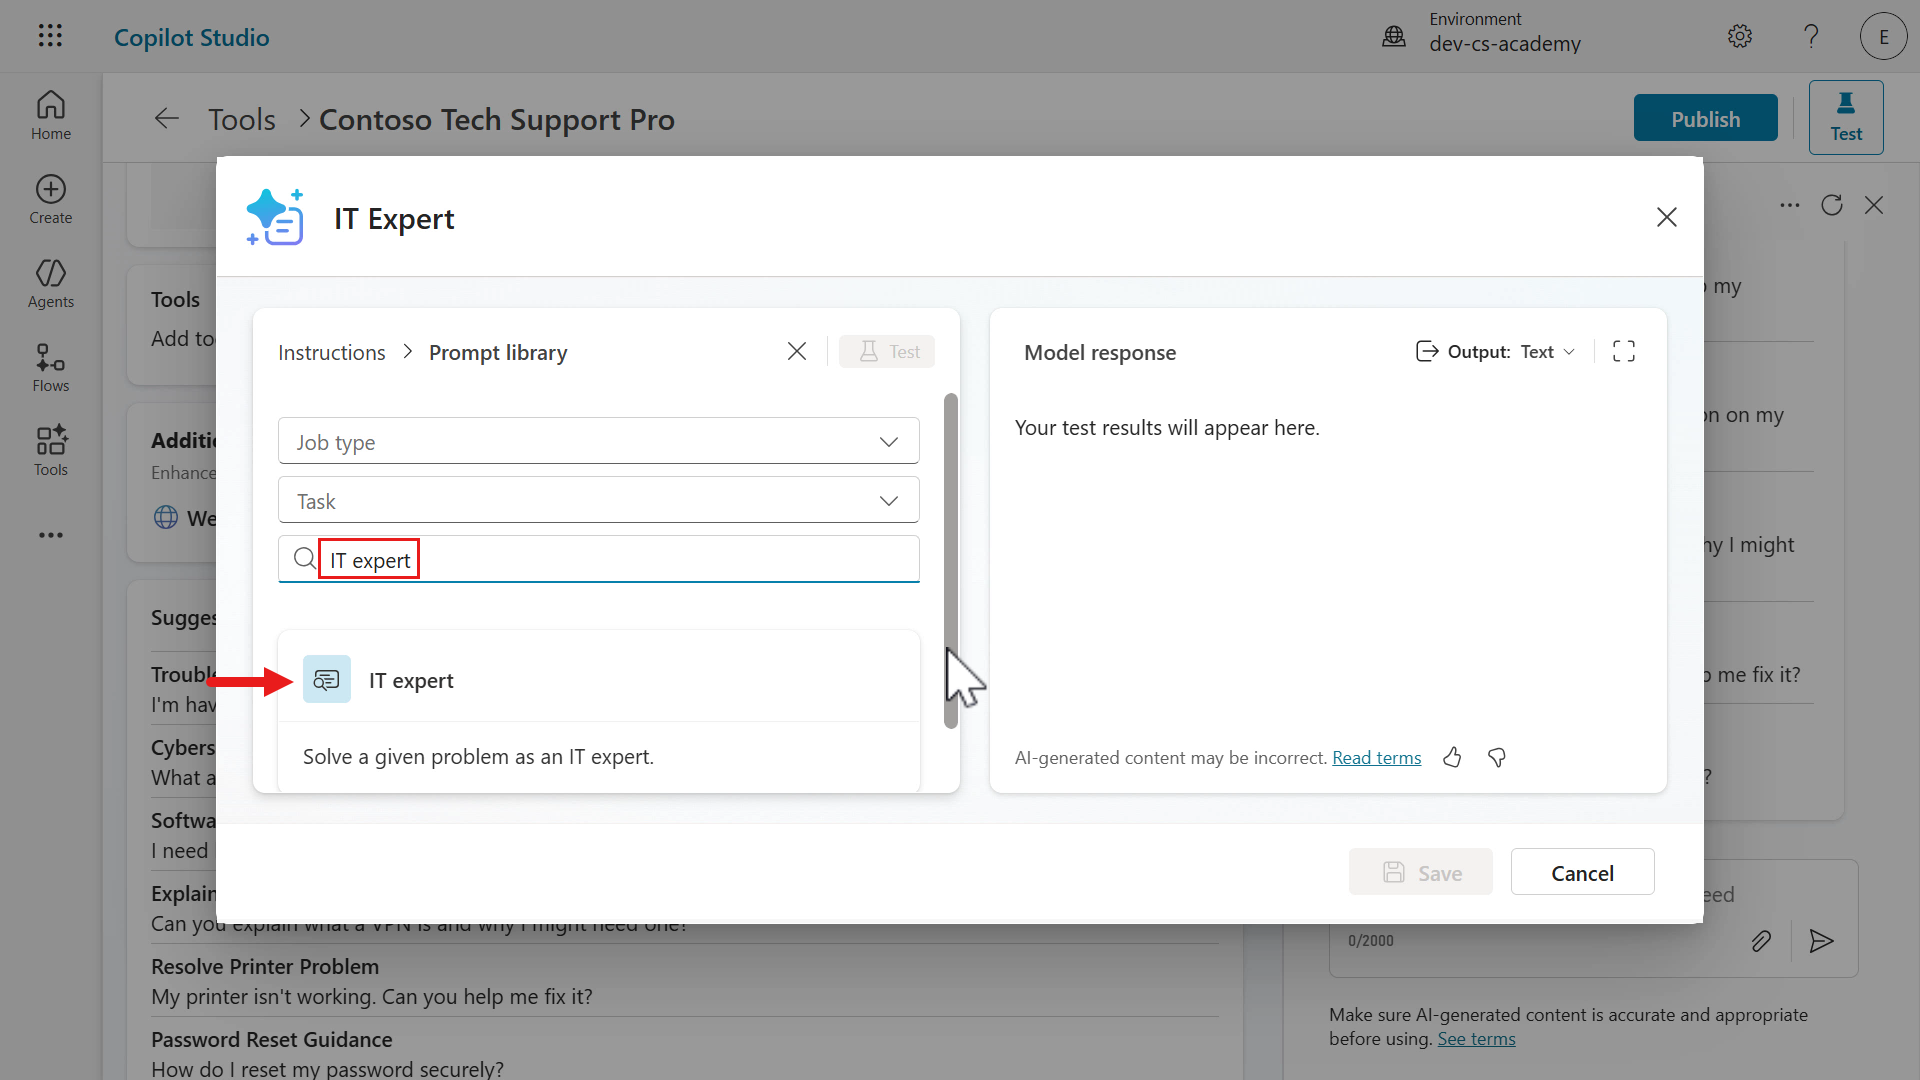 Copilot Studio
Environment
dev-cs-academy
E
Home
Create
Agents
Flows
Tools
Tools > Contoso Tech Support Pro
Publish
Test
IT Expert
Instructions > Prompt library
Test
Job type
Task
IT expert
IT expert
Solve a given problem as an IT expert.
Model response
Output: Text
Your test results will appear here.
AI-generated content may be incorrect. Read terms
Save
Cancel
Tools
Add to
Enhance
We
I'm hav
What a
I need
Explain
Can you explain what a VPN is and why I might need one?
Resolve Printer Problem
My printer isn't working. Can you help me fix it?
Password Reset Guidance
How do I reset my password securely?
my
on my
I might
me fix it?
?
0/2000
Make sure AI-generated content is accurate and appropriate
before using. See terms